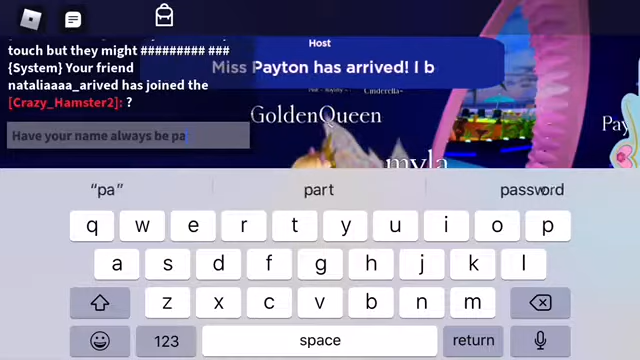 touch but they might ######### ###
{System} Your friend
nataliaaaa_arived has joined the
[Crazy_Hamster2]: ?
Have your name always be pa
Host
Miss Payton has arrived! I b
Cinderella~
GoldenQueen
myla
Pay
“pa” part password
q w e r t y u i o p
a s d f g h j k l
z x c v b n m
123 space return